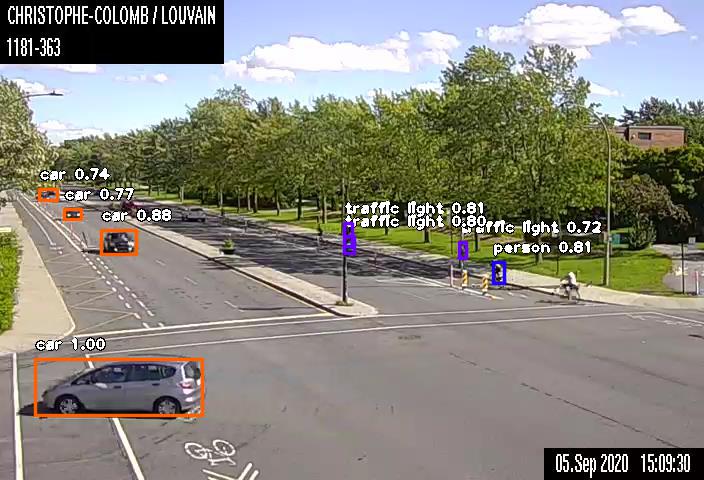 CHRISTOPHE-COLOMB / LOUVAIN
1181-363
car 0.74
car 0.77
car 0.88
traffic light 0.81
traffic light 0.80
traffic light 0.72
person 0.81
car 1.00
05.Sep 2020 15:09:30